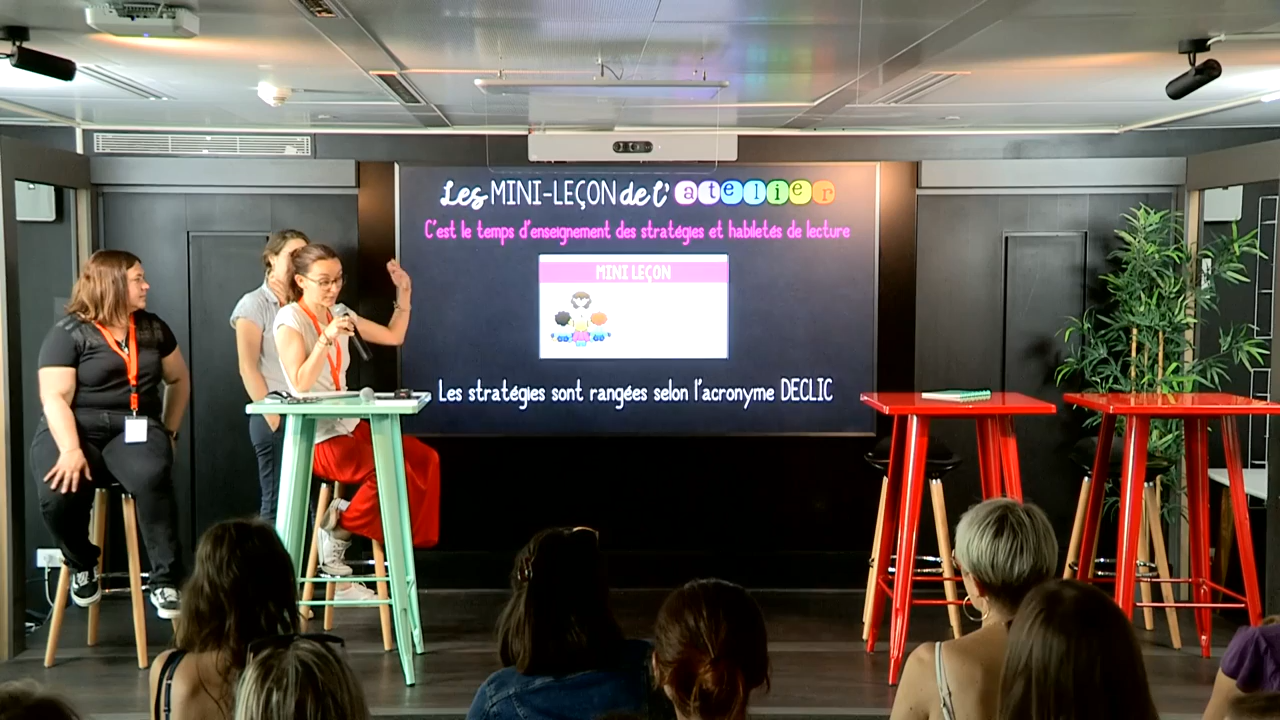 Les MINI-LEÇON de l'atelier
C'est le temps d'enseignement des stratégies et habiletés de lecture
MINI LEÇON
Les stratégies sont rangées selon l'acronyme DECLIC